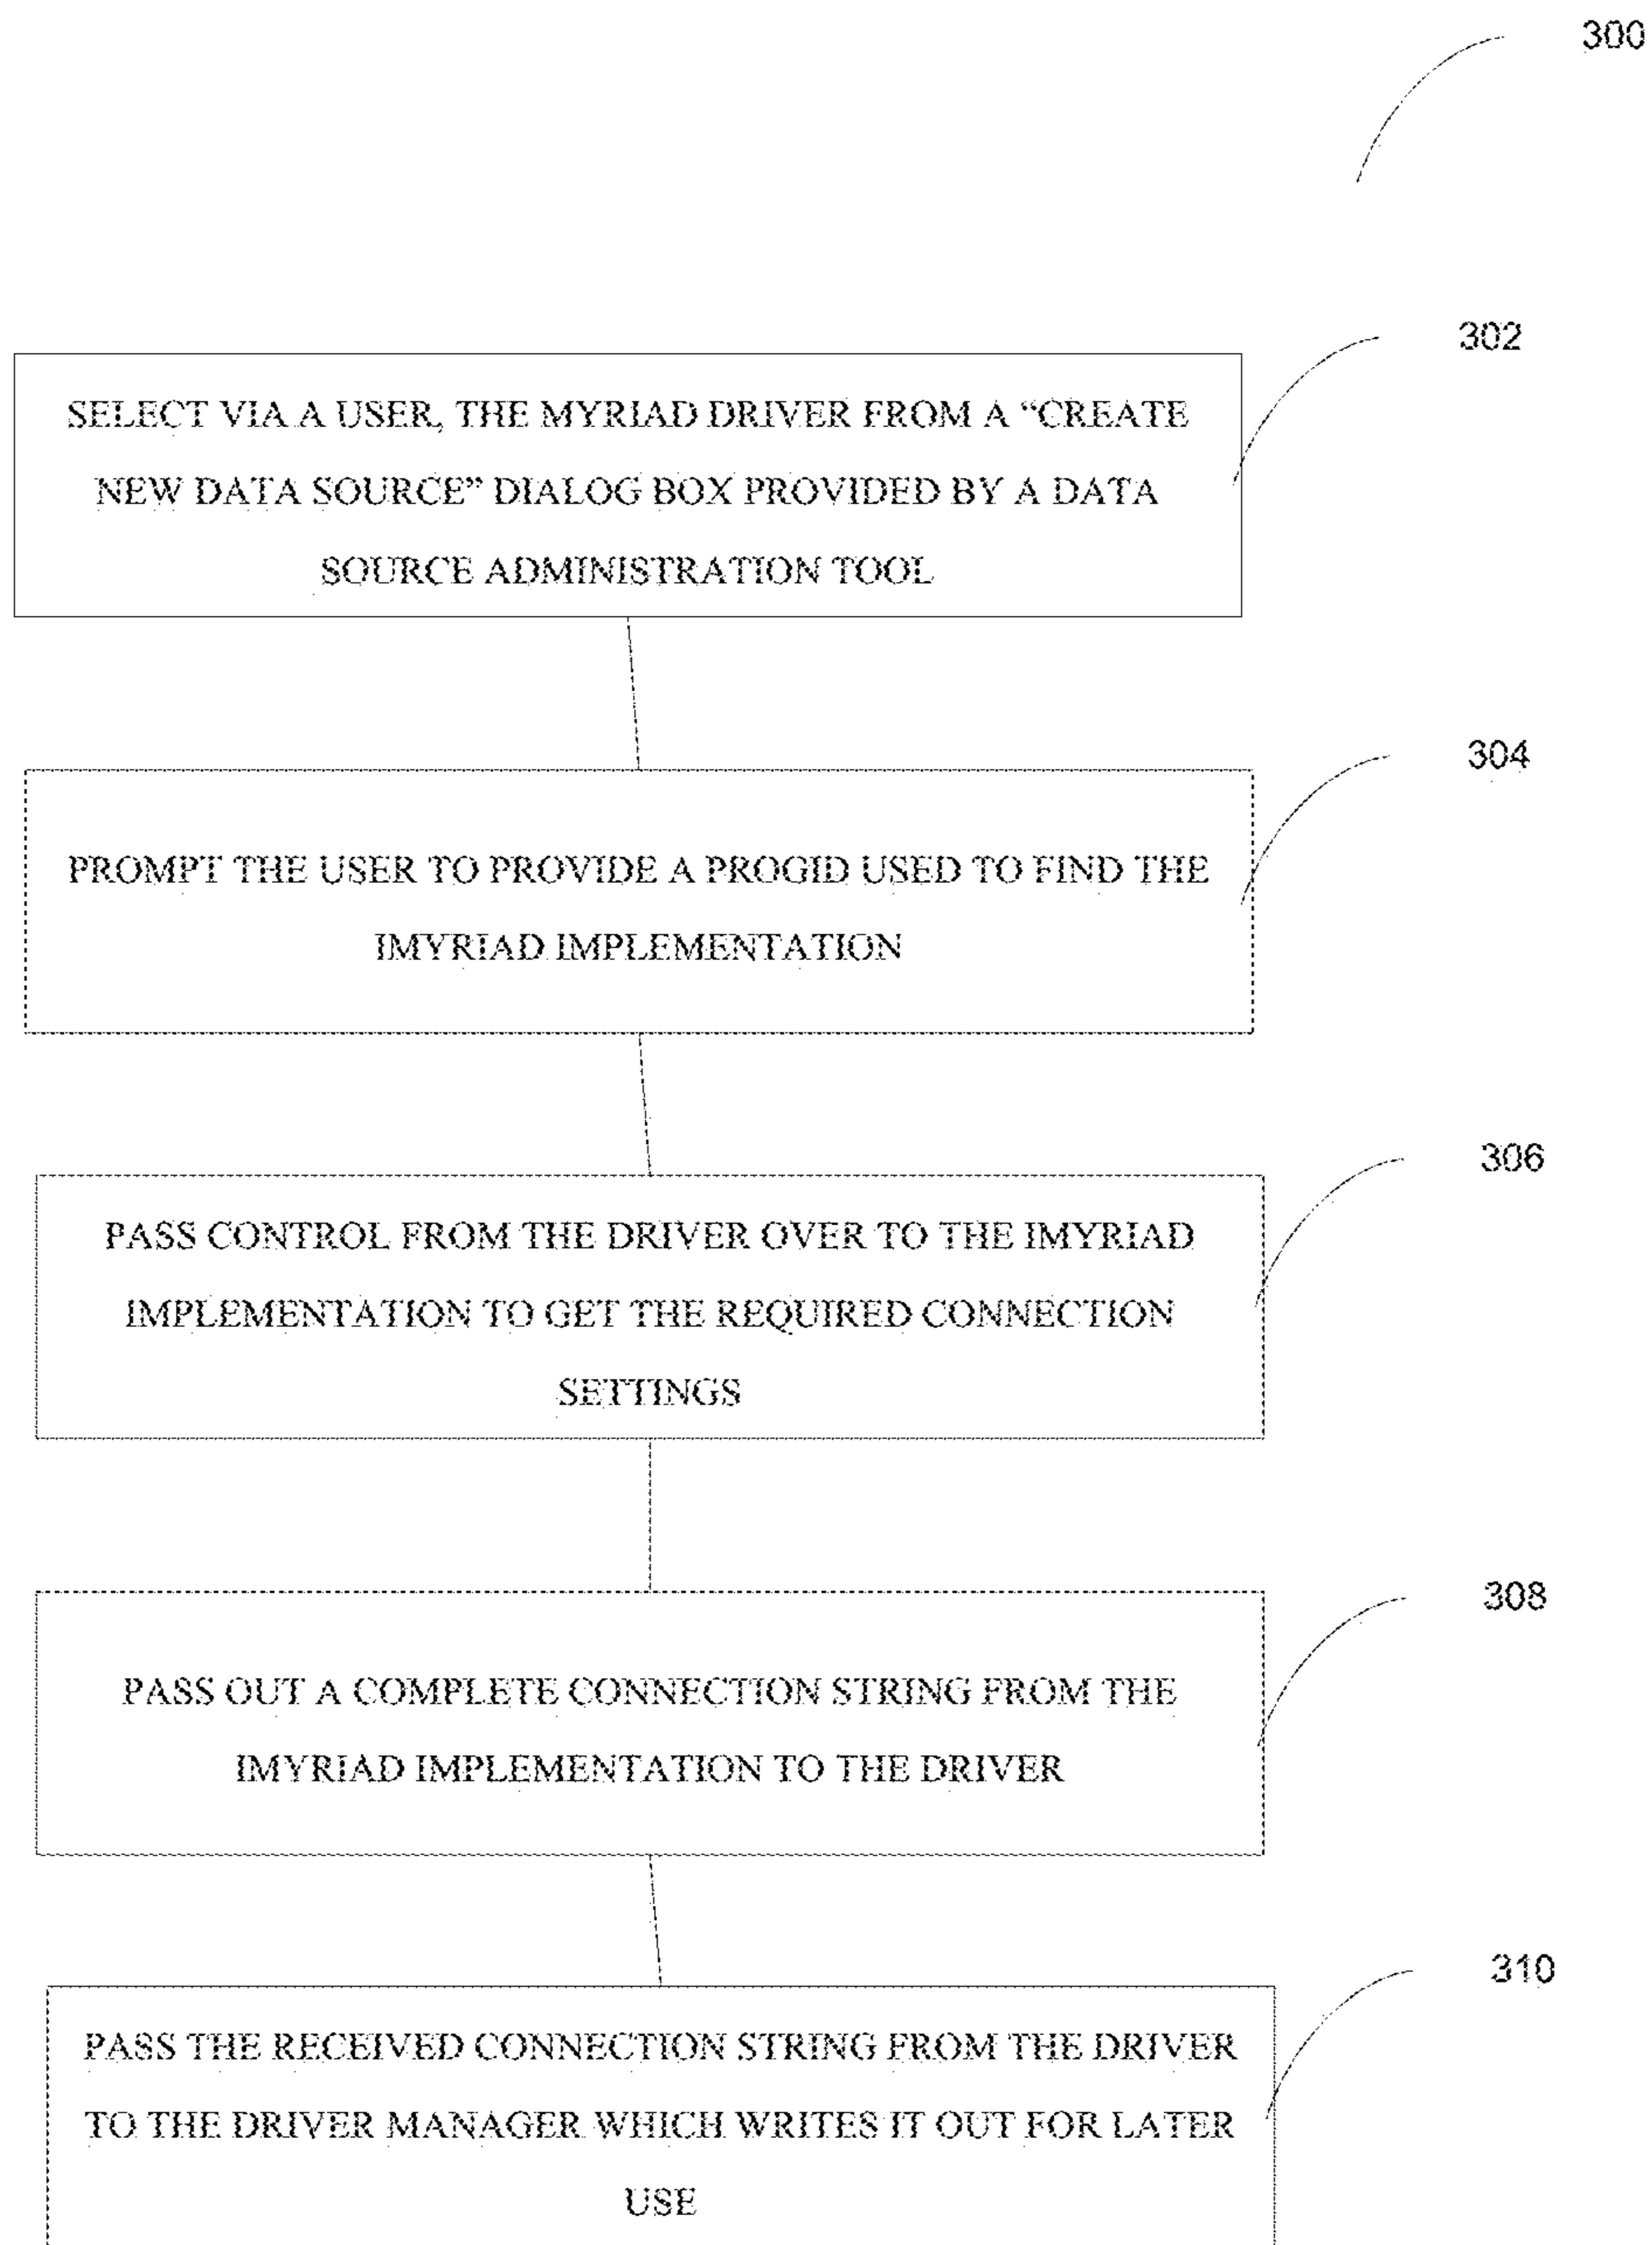 300
302
SELECT VIA A USER, THE MYRIAD DRIVER FROM A “CREATE
NEW DATA SOURCE” DIALOG BOX PROVIDED BY A DATA
SOURCE ADMINISTRATION TOOL
304
PROMPT THE USER TO PROVIDE A PROGID USED TO FIND THE
IMYRIAD IMPLEMENTATION
306
PASS CONTROL FROM THE DRIVER OVER TO THE IMYRIAD
IMPLEMENTATION TO GET THE REQUIRED CONNECTION
SETTINGS
308
PASS OUT A COMPLETE CONNECTION STRING FROM THE
IMYRIAD IMPLEMENTATION TO THE DRIVER
310
PASS THE RECEIVED CONNECTION STRING FROM THE DRIVER
TO THE DRIVER MANAGER WHICH WRITES IT OUT FOR LATER
USE